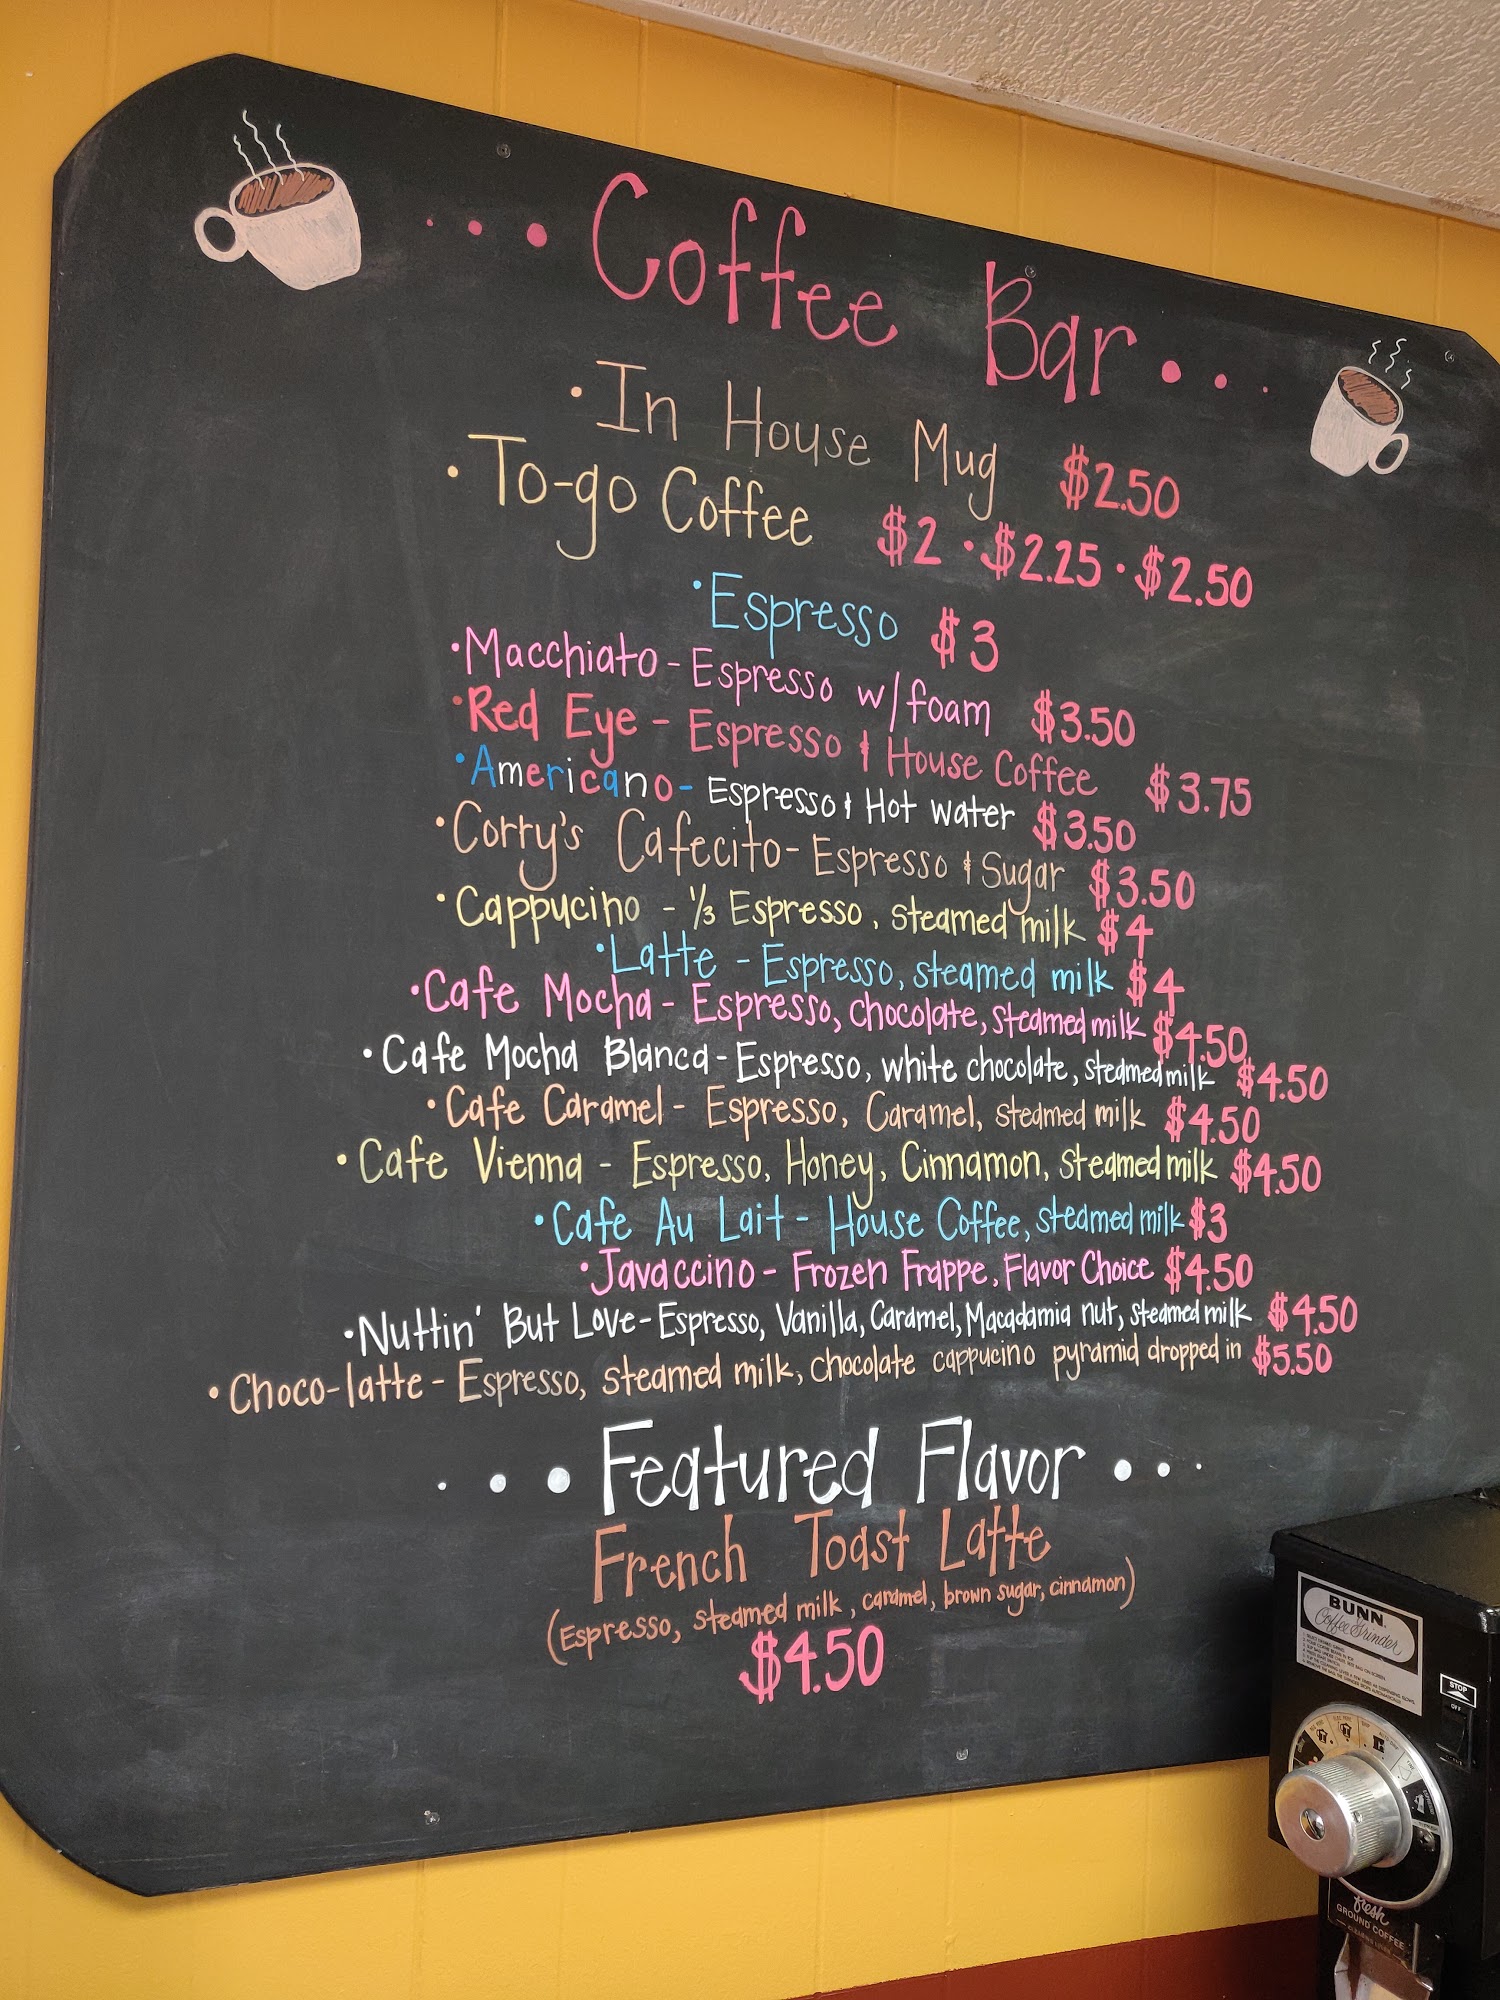 Coffee Bar
• In House Mug $2.50
• To-go Coffee $2 • $2.25 • $2.50
• Espresso $3
• Macchiato - Espresso w/foam $3.50
• Red Eye - Espresso & House Coffee $3.75
• Americano - Espresso & Hot water $3.50
• Corry's Cafecito - Espresso & Sugar $3.50
• Cappucino - ⅓ Espresso, steamed milk $4
• Latte - Espresso, steamed milk $4
• Cafe Mocha - Espresso, chocolate, steamed milk $4.50
• Cafe Mocha Blanca - Espresso, white chocolate, steamed milk $4.50
• Cafe Caramel - Espresso, Caramel, steamed milk $4.50
• Cafe Vienna - Espresso, Honey, Cinnamon, steamed milk $4.50
• Cafe Au Lait - House Coffee, steamed milk $3
• Javaccino - Frozen Frappe, Flavor Choice $4.50
• Nuttin' But Love - Espresso, Vanilla, Caramel, Macadamia nut, steamed milk $4.50
• Choco-latte - Espresso, steamed milk, chocolate cappucino pyramid dropped in $5.50
Featured Flavor
French Toast Latte
(Espresso, steamed milk, caramel, brown sugar, cinnamon)
$4.50
BUNN
Coffee Grinder
STOP
OFF
fresh
GROUND COFFEE